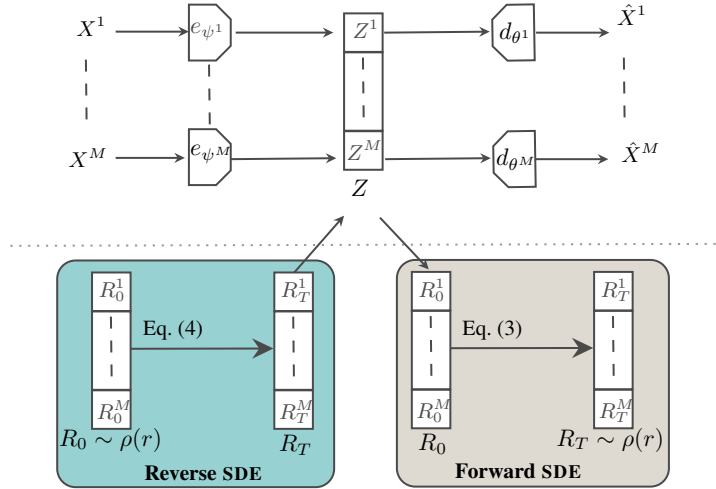 X^1 e_{ψ^1} Z^1 d_{θ^1} X̂^1
X^M e_{ψ^M} Z^M d_{θ^M} X̂^M
Z
R_0^1 R_T^1 R_0^1 R_T^1
Eq. (4) Eq. (3)
R_0^M R_T^M R_0^M R_T^M
R_0 ∼ ρ(r) R_T R_0 R_T ∼ ρ(r)
Reverse SDE Forward SDE